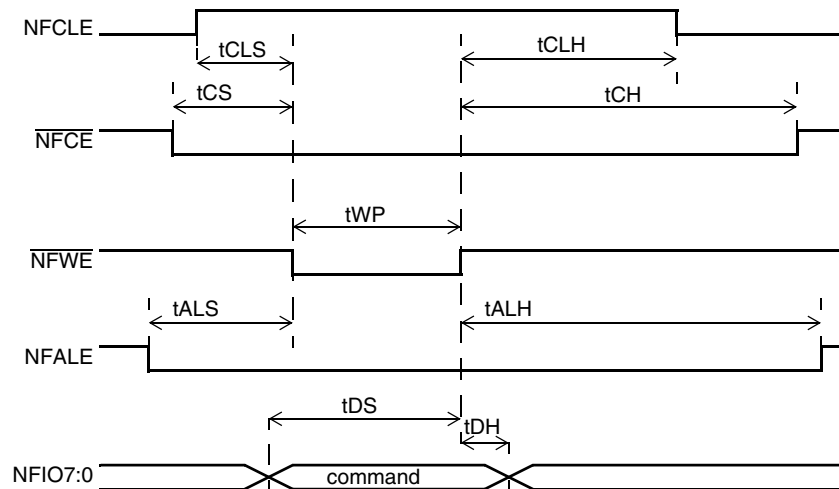 NFCLE
tCLS
tCLH
tCS
tCH
NFCE
tWP
NFWE
tALS
tALH
NFALE
tDS
tDH
NFIO7:0
command